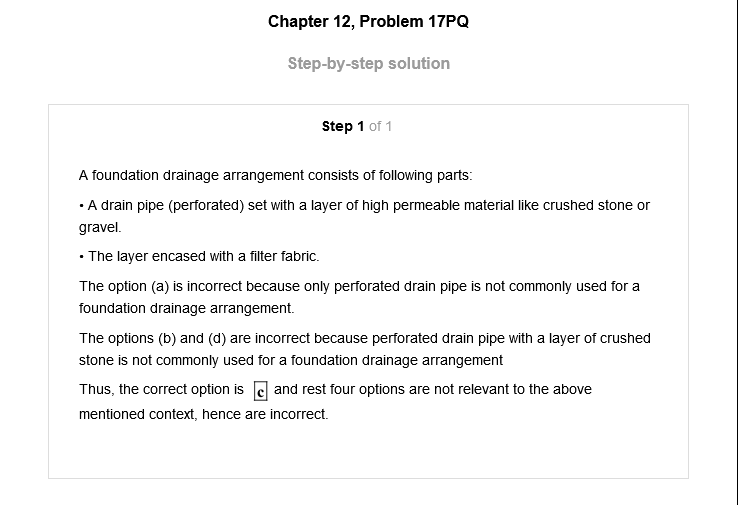 Chapter 12, Problem 17PQ
Step-by-step solution
Step 1 of 1
A foundation drainage arrangement consists of following parts:
• A drain pipe (perforated) set with a layer of high permeable material like crushed stone or
gravel.
• The layer encased with a filter fabric.
The option (a) is incorrect because only perforated drain pipe is not commonly used for a
foundation drainage arrangement.
The options (b) and (d) are incorrect because perforated drain pipe with a layer of crushed
stone is not commonly used for a foundation drainage arrangement
Thus, the correct option is c and rest four options are not relevant to the above
mentioned context, hence are incorrect.